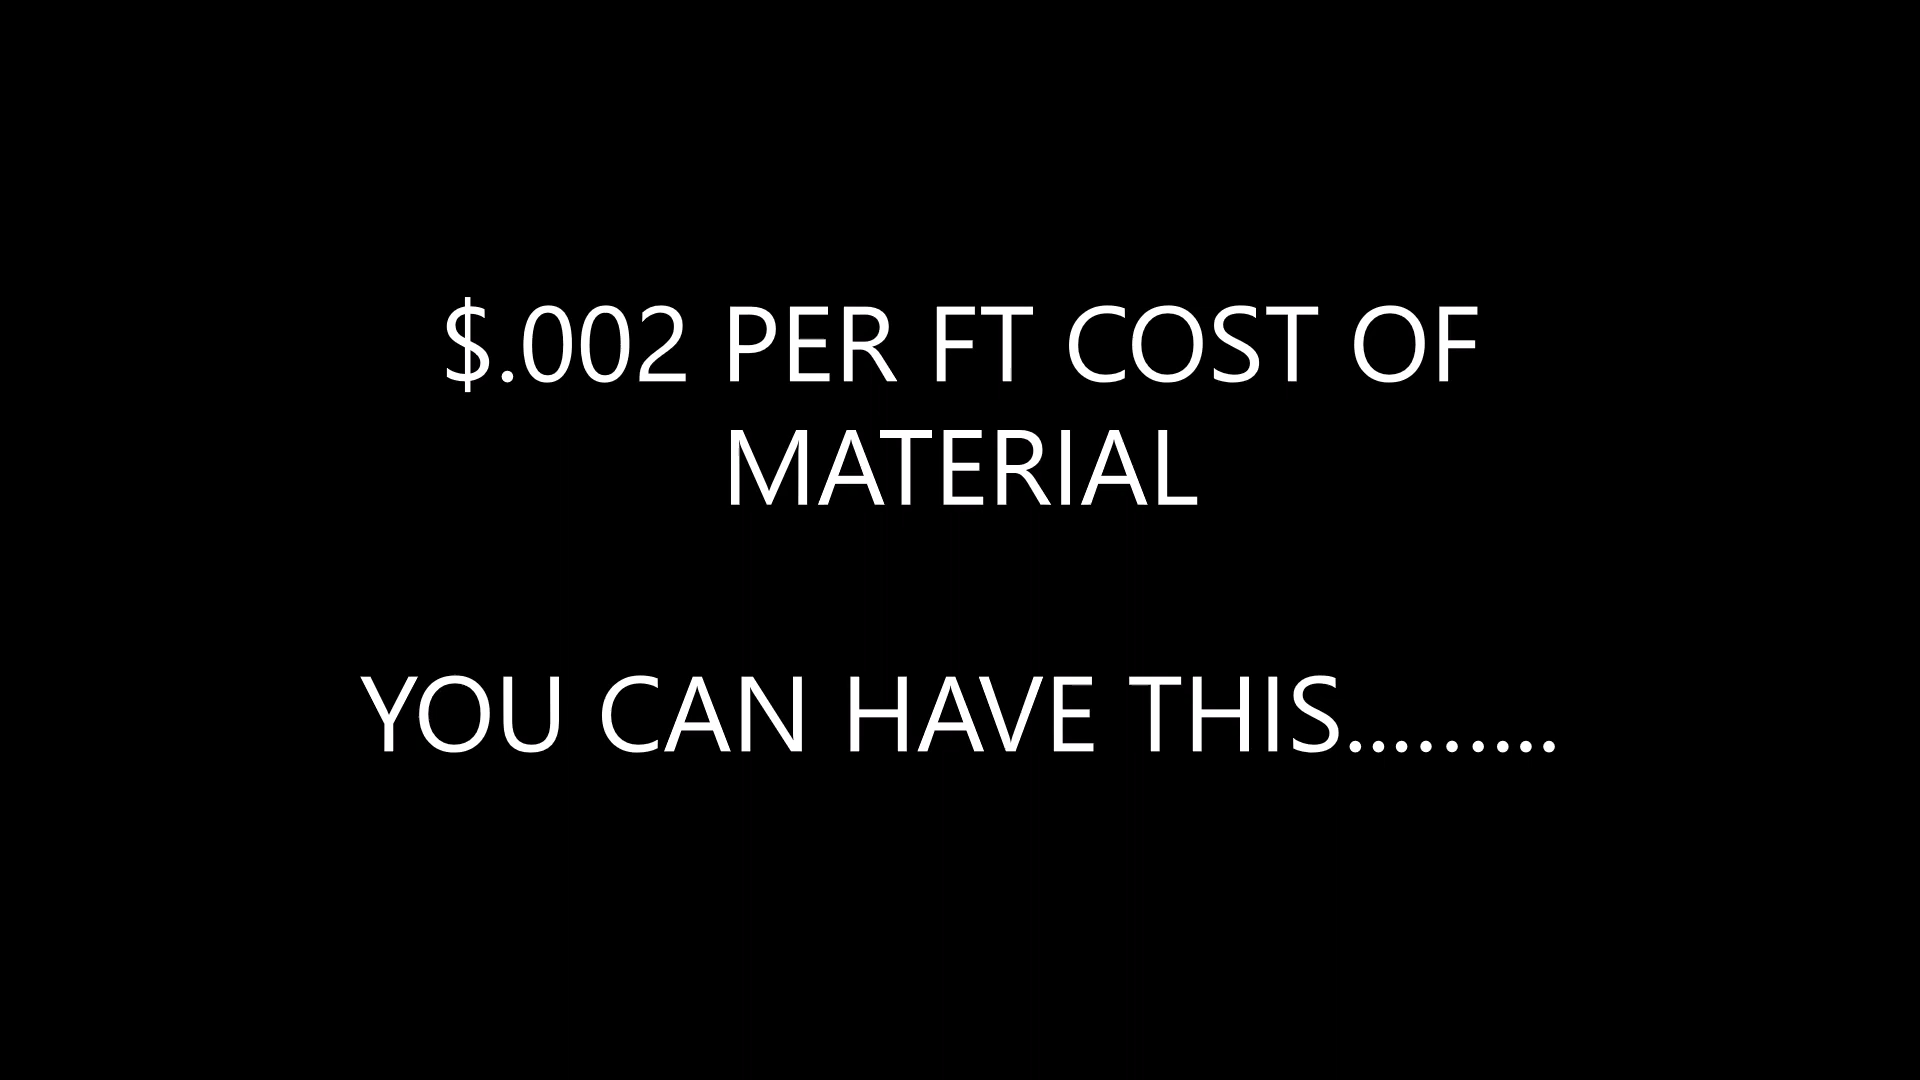 $.002 PER FT COST OF
MATERIAL
YOU CAN HAVE THIS.........